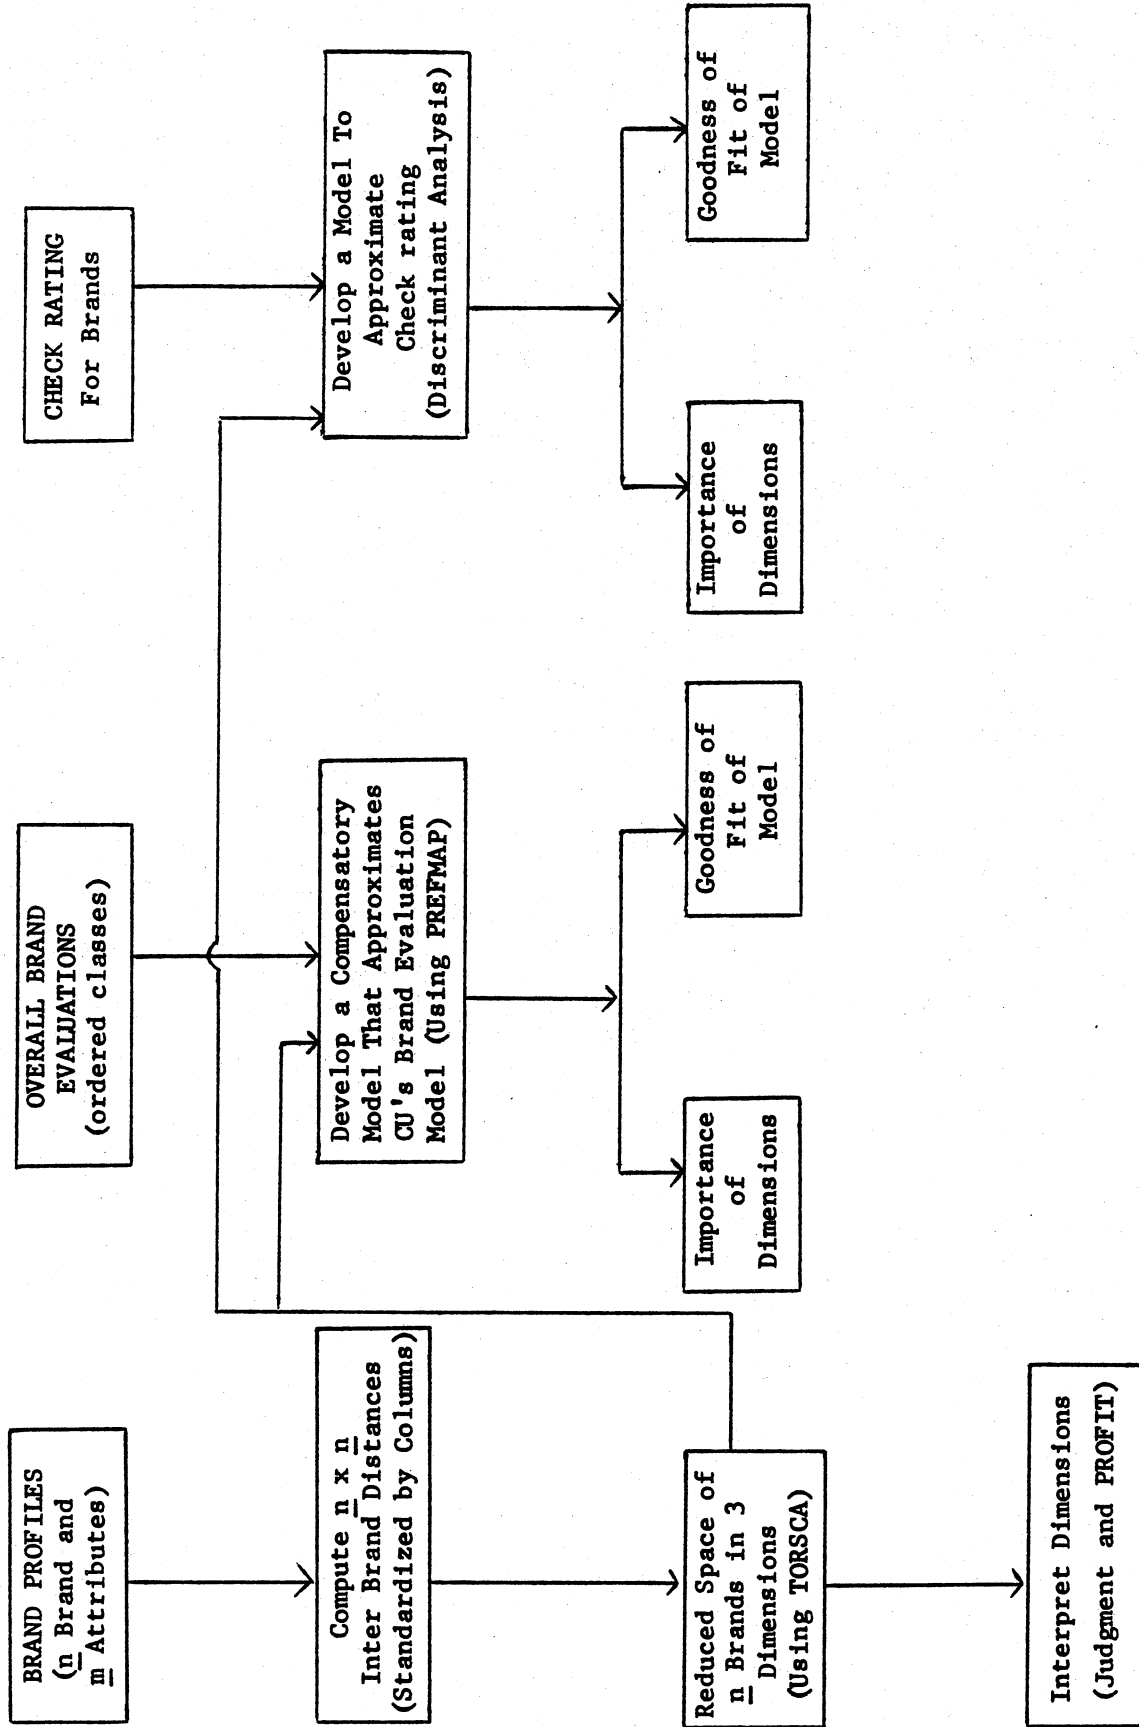 BRAND PROFILES
(n Brand and
m Attributes)
Compute n x n
Inter Brand Distances
(Standardized by Columns)
Reduced Space of
n Brands in 3
Dimensions
(Using TORSCA)
Interpret Dimensions
(Judgment and PROFIT)
OVERALL BRAND
EVALUATIONS
(ordered classes)
Develop a Compensatory
Model That Approximates
CU's Brand Evaluation
Model (Using PREFMAP)
Importance
of
Dimensions
Goodness of
Fit of
Model
CHECK RATING
For Brands
Develop a Model To
Approximate
Check rating
(Discriminant Analysis)
Importance
of
Dimensions
Goodness of
Fit of
Model